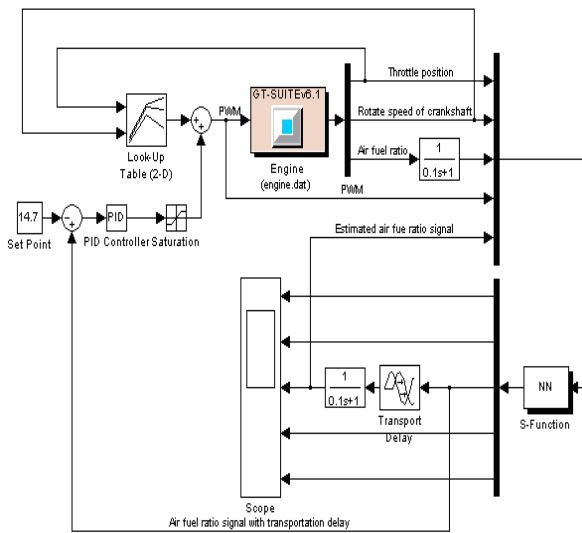 GT-SUITEv6.1
Throttle position
PWM
Rotate speed of crankshaft
Look-Up
Table (2-D)
Engine
(engine.dat)
Air fuel ratio
1
0.1s+1
PWM
14.7
PID
Set Point
PID Controller
Saturation
Estimated air fue ratio signal
1
0.1s+1
Transport
Delay
NN
S-Function
Scope
Air fuel ratio signal with transportation delay